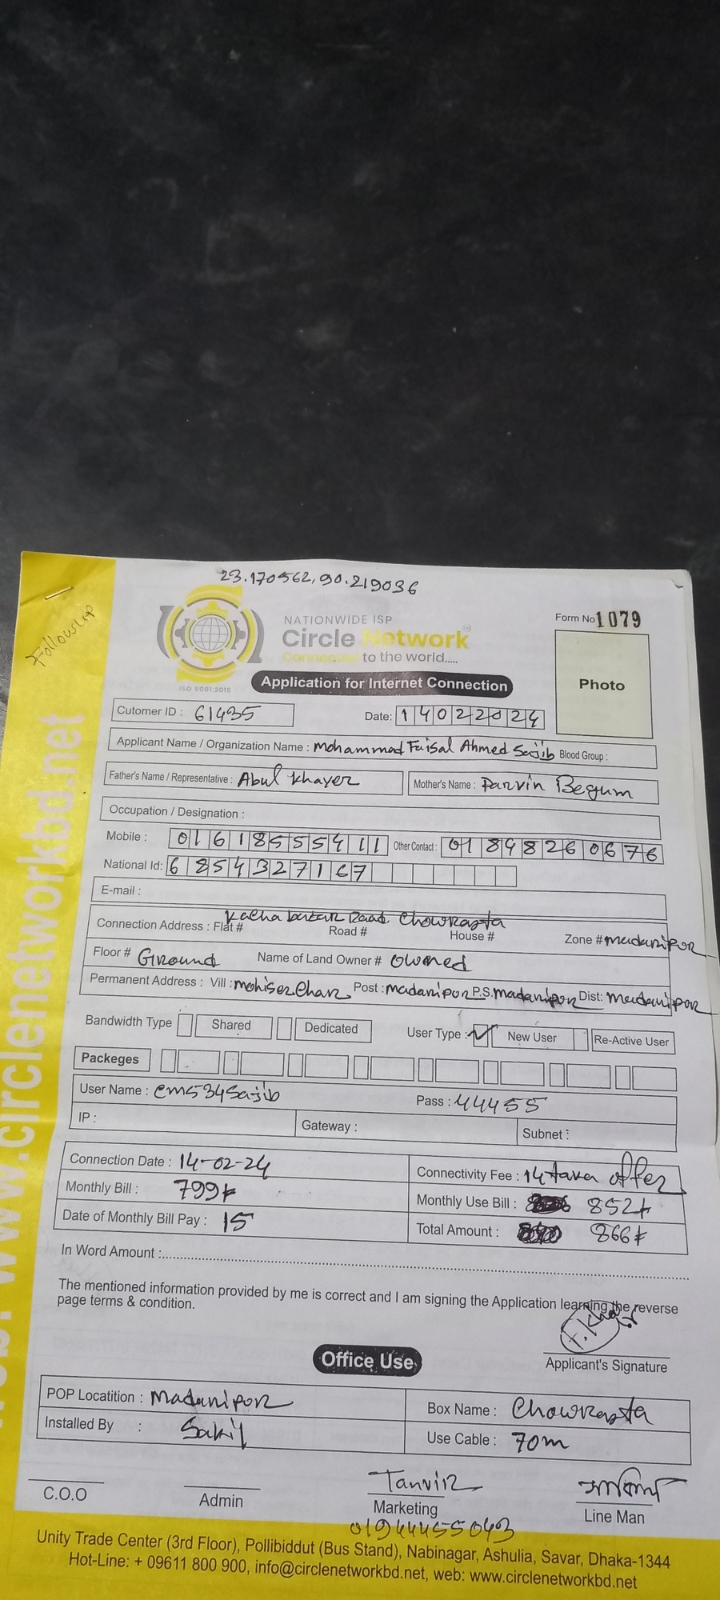 23.170562, 90.219036
Followup
NATIONWIDE ISP
Circle Network
Connected to the world.....
ISO 9001:2015
Form No 1079
Photo
Application for Internet Connection
Cutomer ID : 61435
Date: 14022024
Applicant Name / Organization Name : Mohammad Faisal Ahmed Sajib Blood Group :
Father's Name / Representative : Abul Khayer
Mother's Name : Parvin Begum
Occupation / Designation :
Mobile : 01618555411 Other Contact : 01848260676
National Id: 6854327167
E-mail :
Kacha bazar Road Chowrasta
Connection Address : Flat # Road # House # Zone # madaripor
Floor # Ground Name of Land Owner # Owned
Permanent Address : Vill : mohiserchar Post : madaripor P.S. madaripor Dist: madaripor
Bandwidth Type Shared Dedicated User Type : ✓ New User Re-Active User
Packeges
User Name : cm534Sajib Pass : 44455
IP : Gateway : Subnet :
Connection Date : 14-02-24
Connectivity Fee : 14 taka offer
Monthly Bill : 799৳
Monthly Use Bill : 852৳
Date of Monthly Bill Pay : 15
Total Amount : 866৳
In Word Amount :
The mentioned information provided by me is correct and I am signing the Application learning the reverse
page terms & condition.
Applicant's Signature
Office Use
POP Locatition : Madaripor
Box Name : Chowrasta
Installed By : Sakil
Use Cable : 70m
C.O.O
Admin
Tanvir
Marketing
01944455043
Line Man
www.circlenetworkbd.net
Unity Trade Center (3rd Floor), Pollibiddut (Bus Stand), Nabinagar, Ashulia, Savar, Dhaka-1344
Hot-Line: + 09611 800 900, info@circlenetworkbd.net, web: www.circlenetworkbd.net